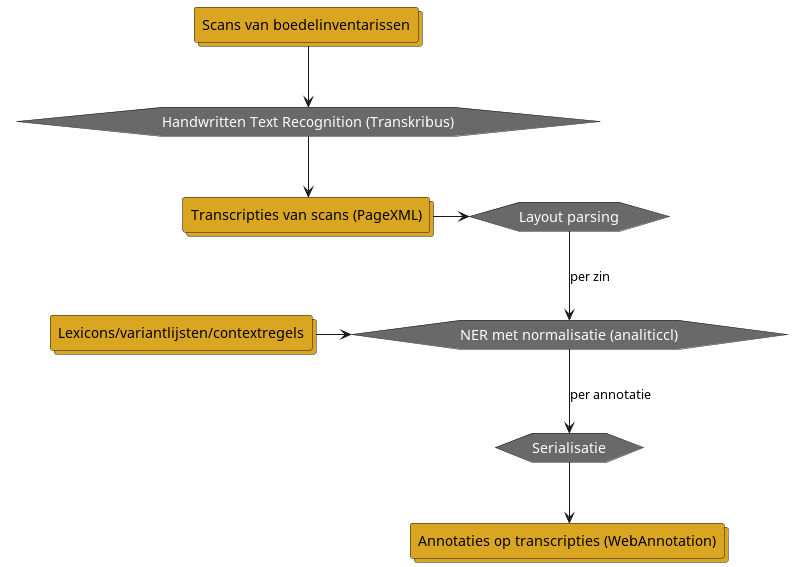 Scans van boedelinventarissen
Handwritten Text Recognition (Transkribus)
Transcripties van scans (PageXML)
Layout parsing
per zin
Lexicons/variantlijsten/contextregels
NER met normalisatie (analiticcl)
per annotatie
Serialisatie
Annotaties op transcripties (WebAnnotation)